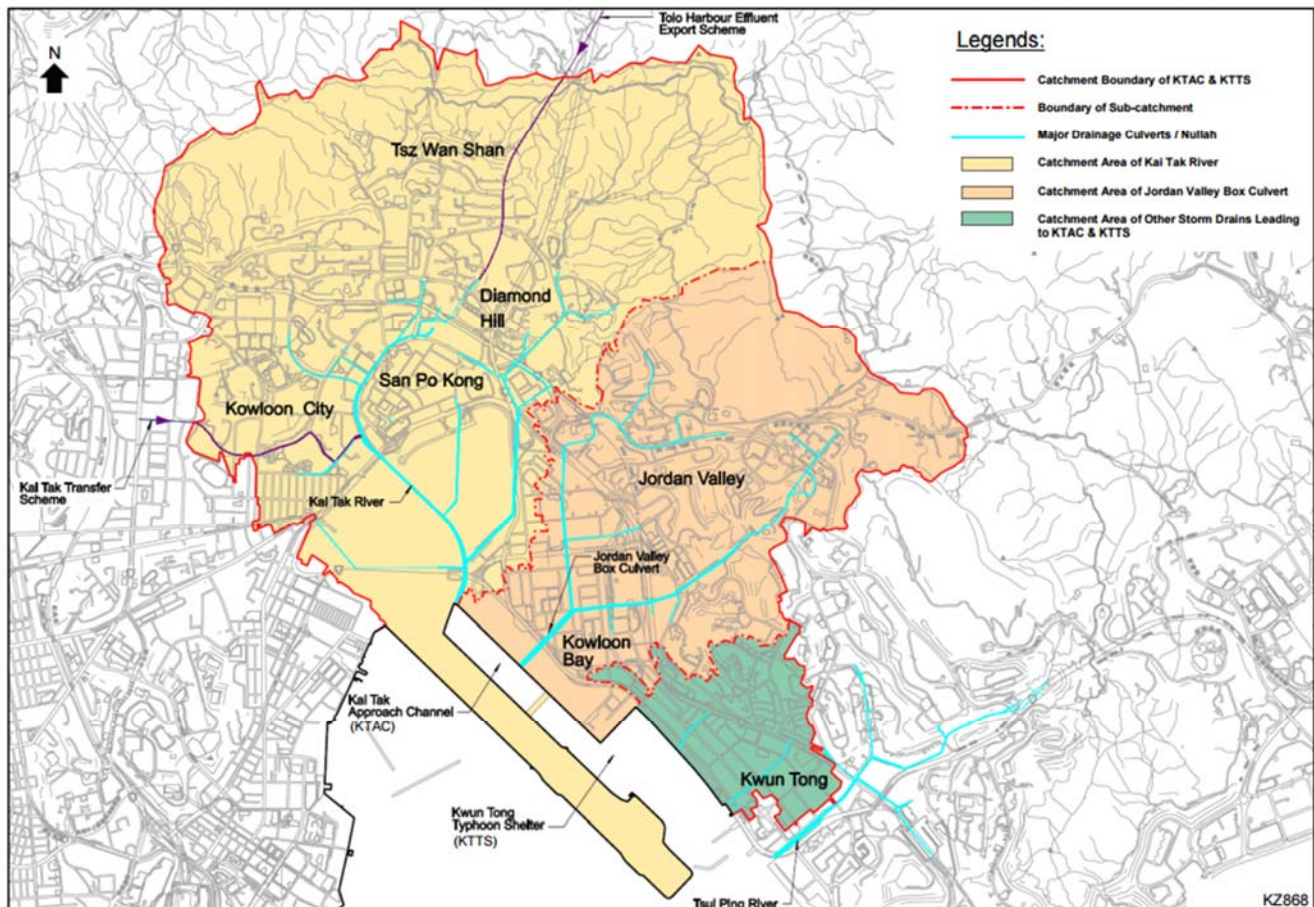 Tolo Harbour Effluent
Export Scheme
N
Legends:
Catchment Boundary of KTAC & KTTS
Boundary of Sub-catchment
Major Drainage Culverts / Nullah
Catchment Area of Kai Tak River
Catchment Area of Jordan Valley Box Culvert
Catchment Area of Other Storm Drains Leading
to KTAC & KTTS
Tsz Wan Shan
Diamond
Hill
San Po Kong
Kowloon City
Kai Tak Transfer
Scheme
Kai Tak River
Jordan Valley
Jordan Valley
Box Culvert
Kowloon
Bay
Kai Tak
Approach Channel
(KTAC)
Kwun Tong
Kwun Tong
Typhoon Shelter
(KTTS)
Tsui Ping River
KZ868